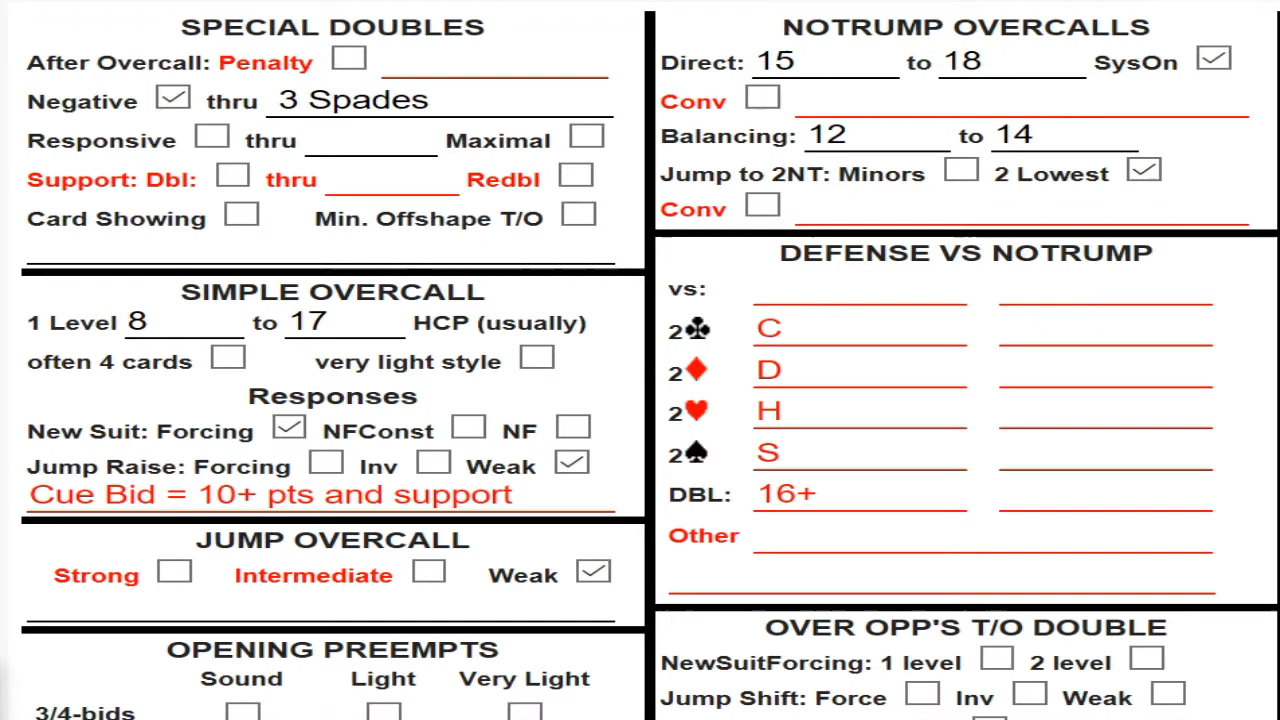 SPECIAL DOUBLES
After Overcall: Penalty
Negative thru 3 Spades
Responsive thru Maximal
Support: Dbl: thru Redbl
Card Showing Min. Offshape T/O
SIMPLE OVERCALL
1 Level 8 to 17 HCP (usually)
often 4 cards very light style
Responses
New Suit: Forcing NFConst NF
Jump Raise: Forcing Inv Weak
Cue Bid = 10+ pts and support
JUMP OVERCALL
Strong Intermediate Weak
OPENING PREEMPTS
Sound Light Very Light
3/4-bids
NOTRUMP OVERCALLS
Direct: 15 to 18 SysOn
Conv
Balancing: 12 to 14
Jump to 2NT: Minors 2 Lowest
Conv
DEFENSE VS NOTRUMP
vs:
2♣ C
2♦ D
2♥ H
2♠ S
DBL: 16+
Other
OVER OPP'S T/O DOUBLE
NewSuitForcing: 1 level 2 level
Jump Shift: Force Inv Weak